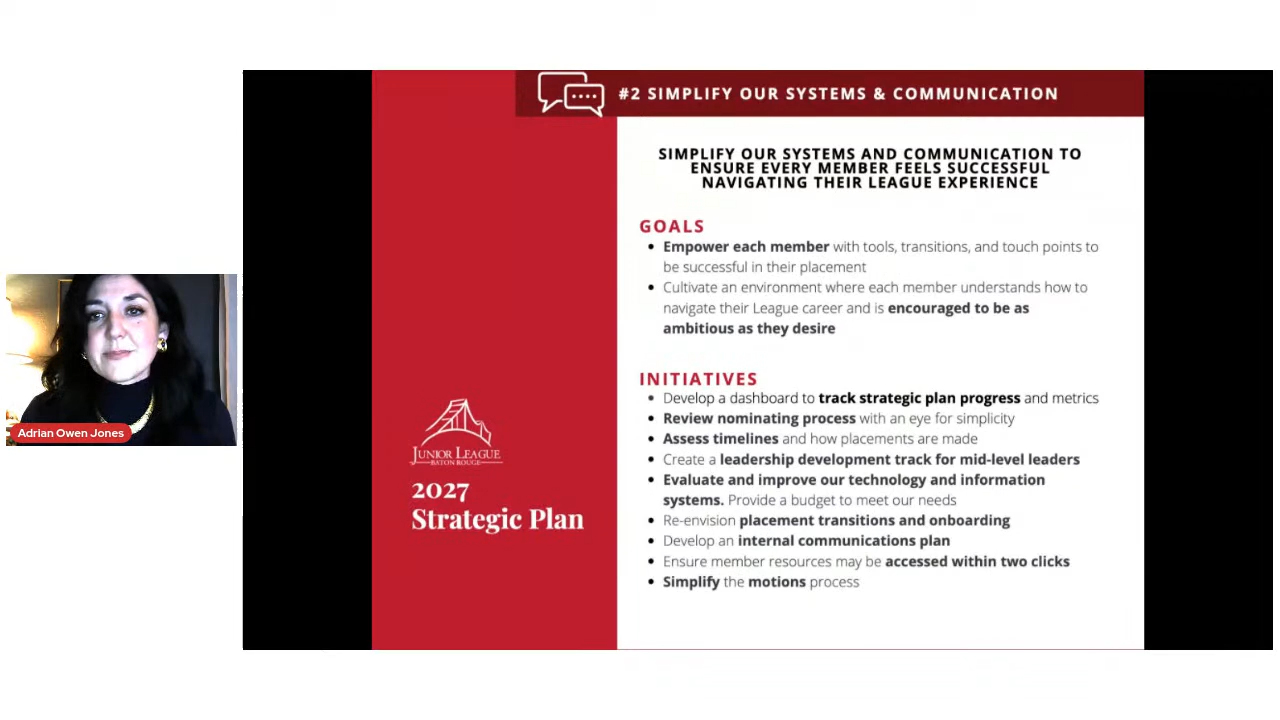 #2 SIMPLIFY OUR SYSTEMS & COMMUNICATION
SIMPLIFY OUR SYSTEMS AND COMMUNICATION TO
ENSURE EVERY MEMBER FEELS SUCCESSFUL
NAVIGATING THEIR LEAGUE EXPERIENCE
GOALS
• Empower each member with tools, transitions, and touch points to
be successful in their placement
• Cultivate an environment where each member understands how to
navigate their League career and is encouraged to be as
ambitious as they desire
INITIATIVES
• Develop a dashboard to track strategic plan progress and metrics
• Review nominating process with an eye for simplicity
• Assess timelines and how placements are made
• Create a leadership development track for mid-level leaders
• Evaluate and improve our technology and information
systems. Provide a budget to meet our needs
• Re-envision placement transitions and onboarding
• Develop an internal communications plan
• Ensure member resources may be accessed within two clicks
• Simplify the motions process
JUNIOR LEAGUE
BATON ROUGE
2027
Strategic Plan
Adrian Owen Jones